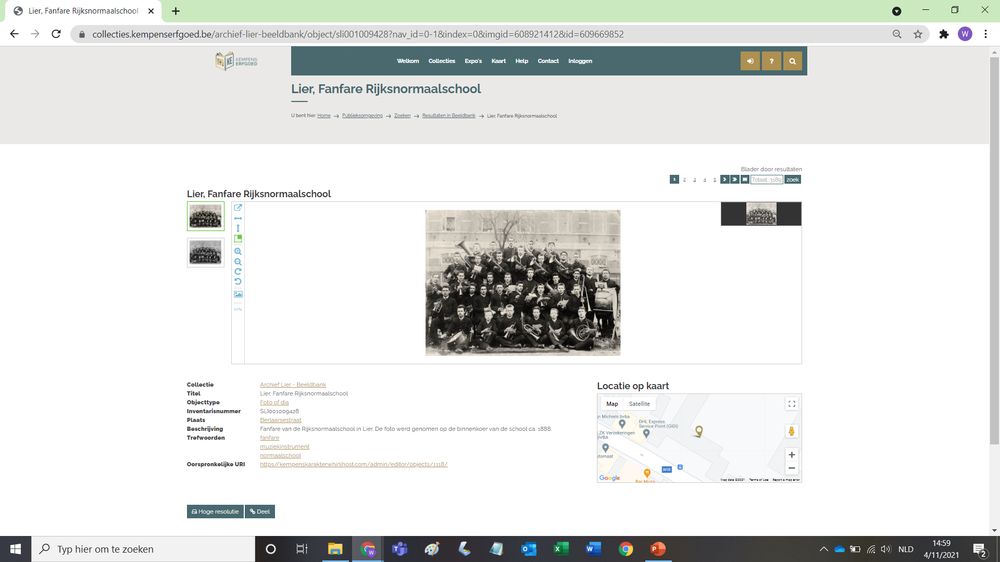 Lier, Fanfare Rijksnormaalschool
collecties.kempenserfgoed.be/archief-lier-beeldbank/object/sli001009428?nav_id=0-1&index=0&imgid=608921412&id=609669852
W
KE KEMPENS
ERFGOED
Welkom Collecties Expo's Kaart Help Contact Inloggen
?
Lier, Fanfare Rijksnormaalschool
U bent hier: Home → Publieksomgeving → Zoeken → Resultaten in Beeldbank → Lier, Fanfare Rijksnormaalschool
Blader door resultaten
1 2 3 4 5 Totaal: 3189 zoek
Lier, Fanfare Rijksnormaalschool
11%
Collectie Archief Lier - Beeldbank
Titel Lier, Fanfare Rijksnormaalschool
Objecttype Foto of dia
Inventarisnummer SLI001009428
Plaats Berlaarsestraat
Beschrijving Fanfare van de Rijksnormaalschool in Lier. De foto werd genomen op de binnenkoer van de school ca. 1888.
Trefwoorden fanfare
muziekinstrument
normaalschool
Oorspronkelijke URI https//kempenskarakter.whirlihost.com/admin/editor/objects/1118/
Locatie op kaart
Map Satellite
n Michiels bvba
DHL Express
Service Point (GIDI)
LZK Verzekeringen
BVBA
tomaat
N10
Google
Bar Muza
Map data ©2021 Terms of Use Report a map error
Hoge resolutie Deel
Typ hier om te zoeken
NLD
14:59
4/11/2021
2